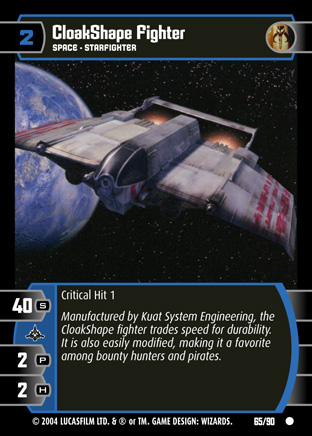 2
CloakShape Fighter
SPACE - STARFIGHTER
40 S
Critical Hit 1
2 P
2 H
Manufactured by Kuat System Engineering, the
CloakShape fighter trades speed for durability.
It is also easily modified, making it a favorite
among bounty hunters and pirates.
© 2004 LUCASFILM LTD. & ® or TM. GAME DESIGN: WIZARDS.
65/90